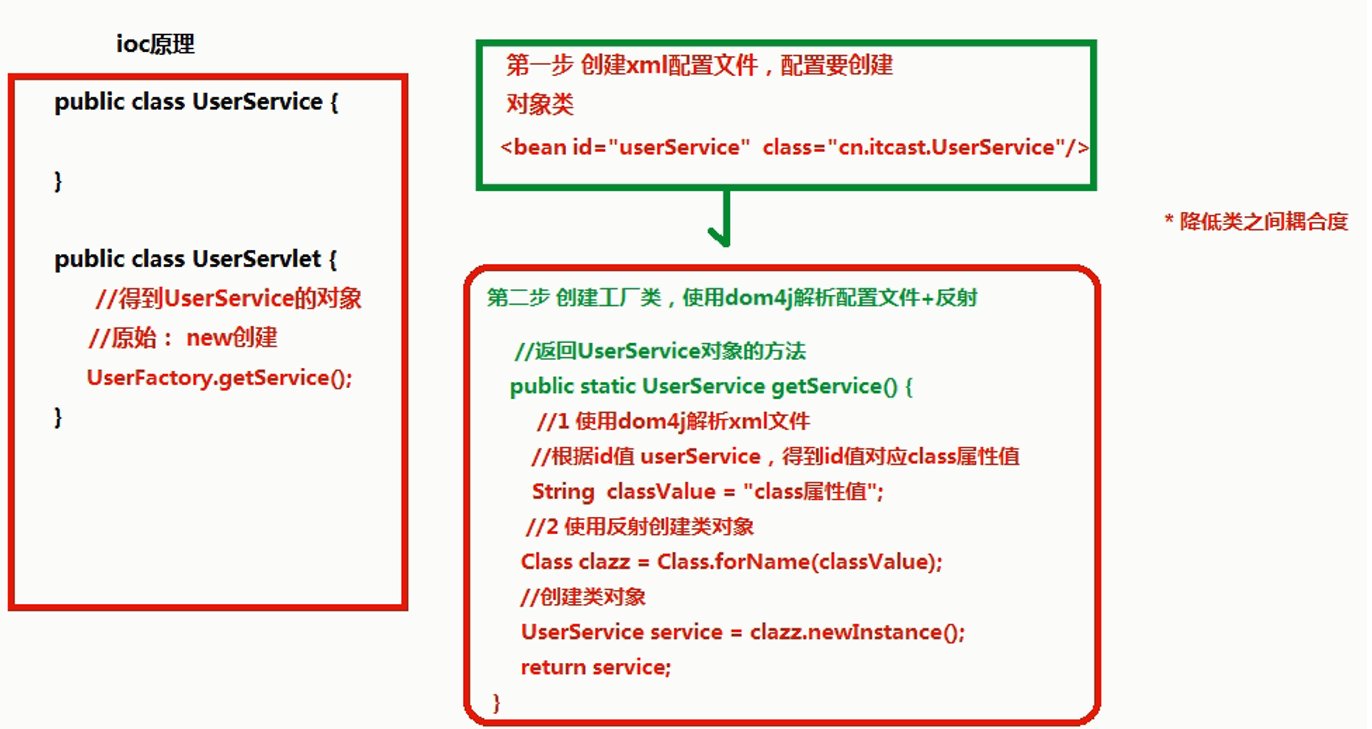 ioc原理
public class UserService {
}
public class UserServlet {
//得到UserService的对象
//原始： new创建
UserFactory.getService();
}
第一步 创建xml配置文件，配置要创建
对象类
<bean id="userService" class="cn.itcast.UserService"/>
* 降低类之间耦合度
第二步 创建工厂类，使用dom4j解析配置文件+反射
//返回UserService对象的方法
public static UserService getService() {
//1 使用dom4j解析xml文件
//根据id值 userService，得到id值对应class属性值
String classValue = "class属性值";
//2 使用反射创建类对象
Class clazz = Class.forName(classValue);
//创建类对象
UserService service = clazz.newInstance();
return service;
}